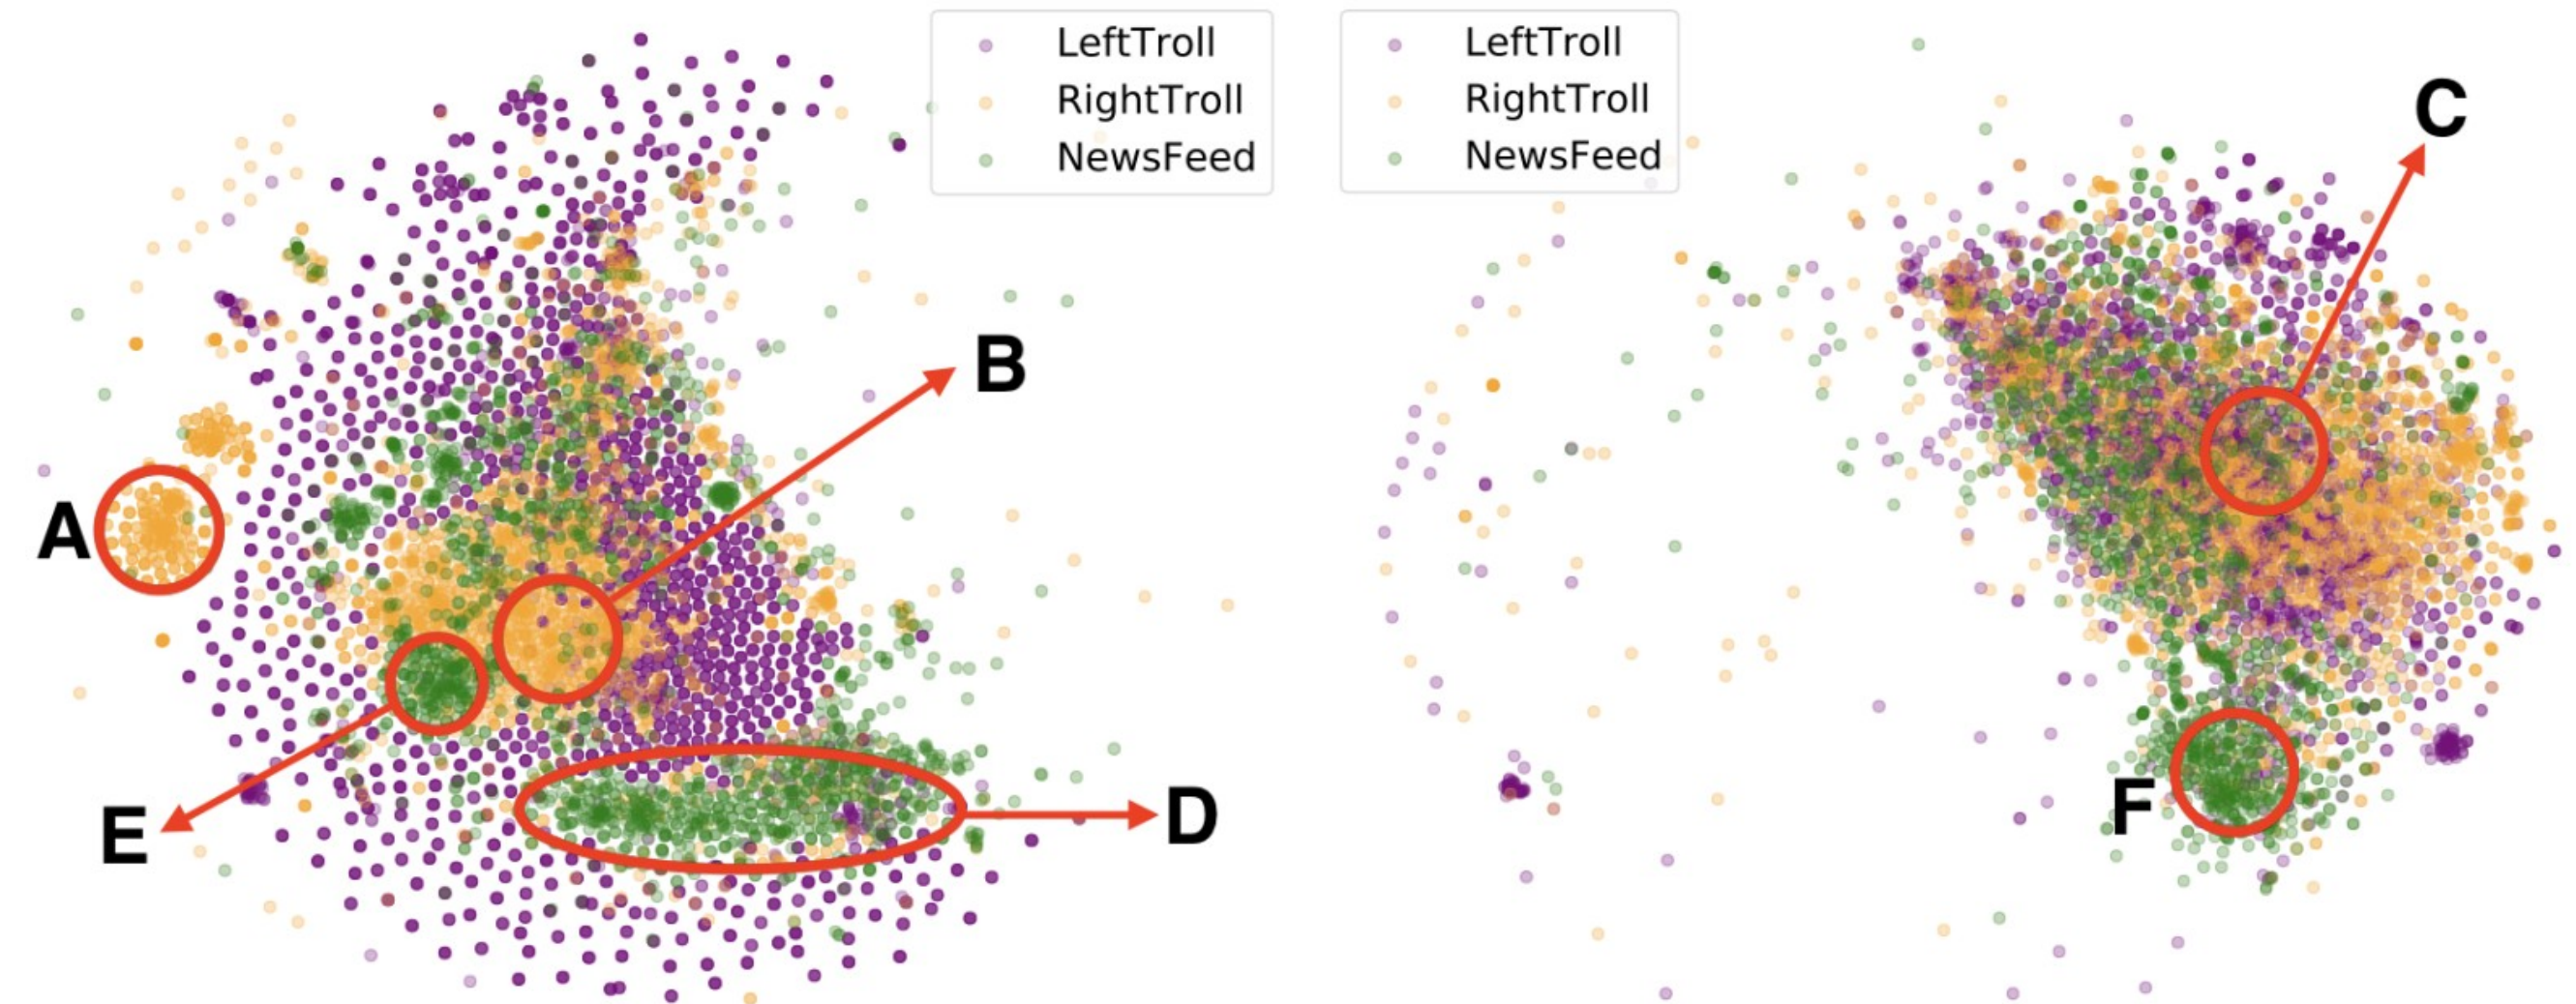 LeftTroll
RightTroll
NewsFeed
LeftTroll
RightTroll
NewsFeed
C
B
A
E
D
F